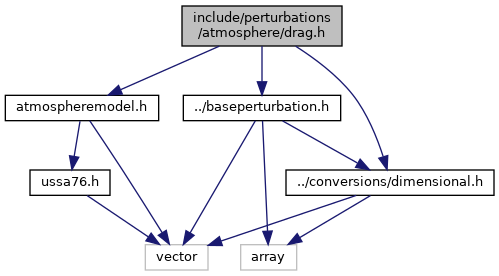 include/perturbations
/atmosphere/drag.h
atmospheremodel.h
../baseperturbation.h
ussa76.h
../conversions/dimensional.h
vector
array